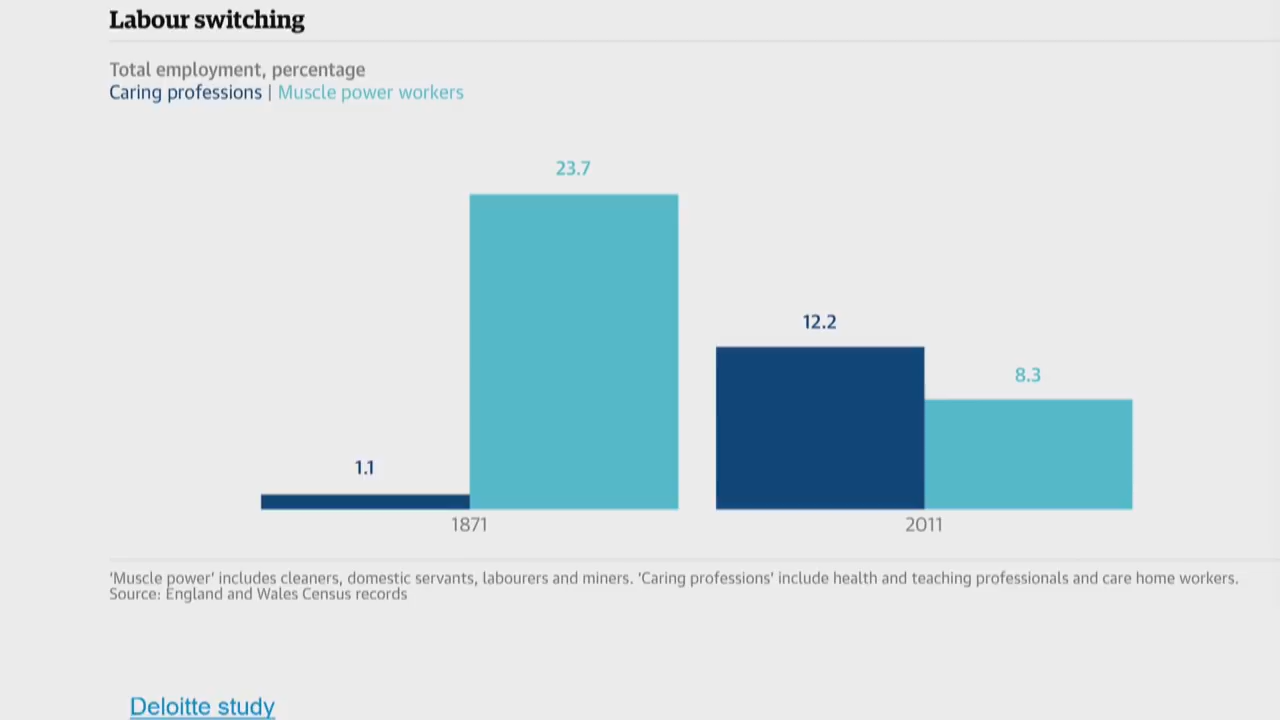 Labour switching
Total employment, percentage
Caring professions | Muscle power workers
23.7
12.2
8.3
1.1
1871
2011
'Muscle power' includes cleaners, domestic servants, labourers and miners. 'Caring professions' include health and teaching professionals and care home workers.
Source: England and Wales Census records
Deloitte study